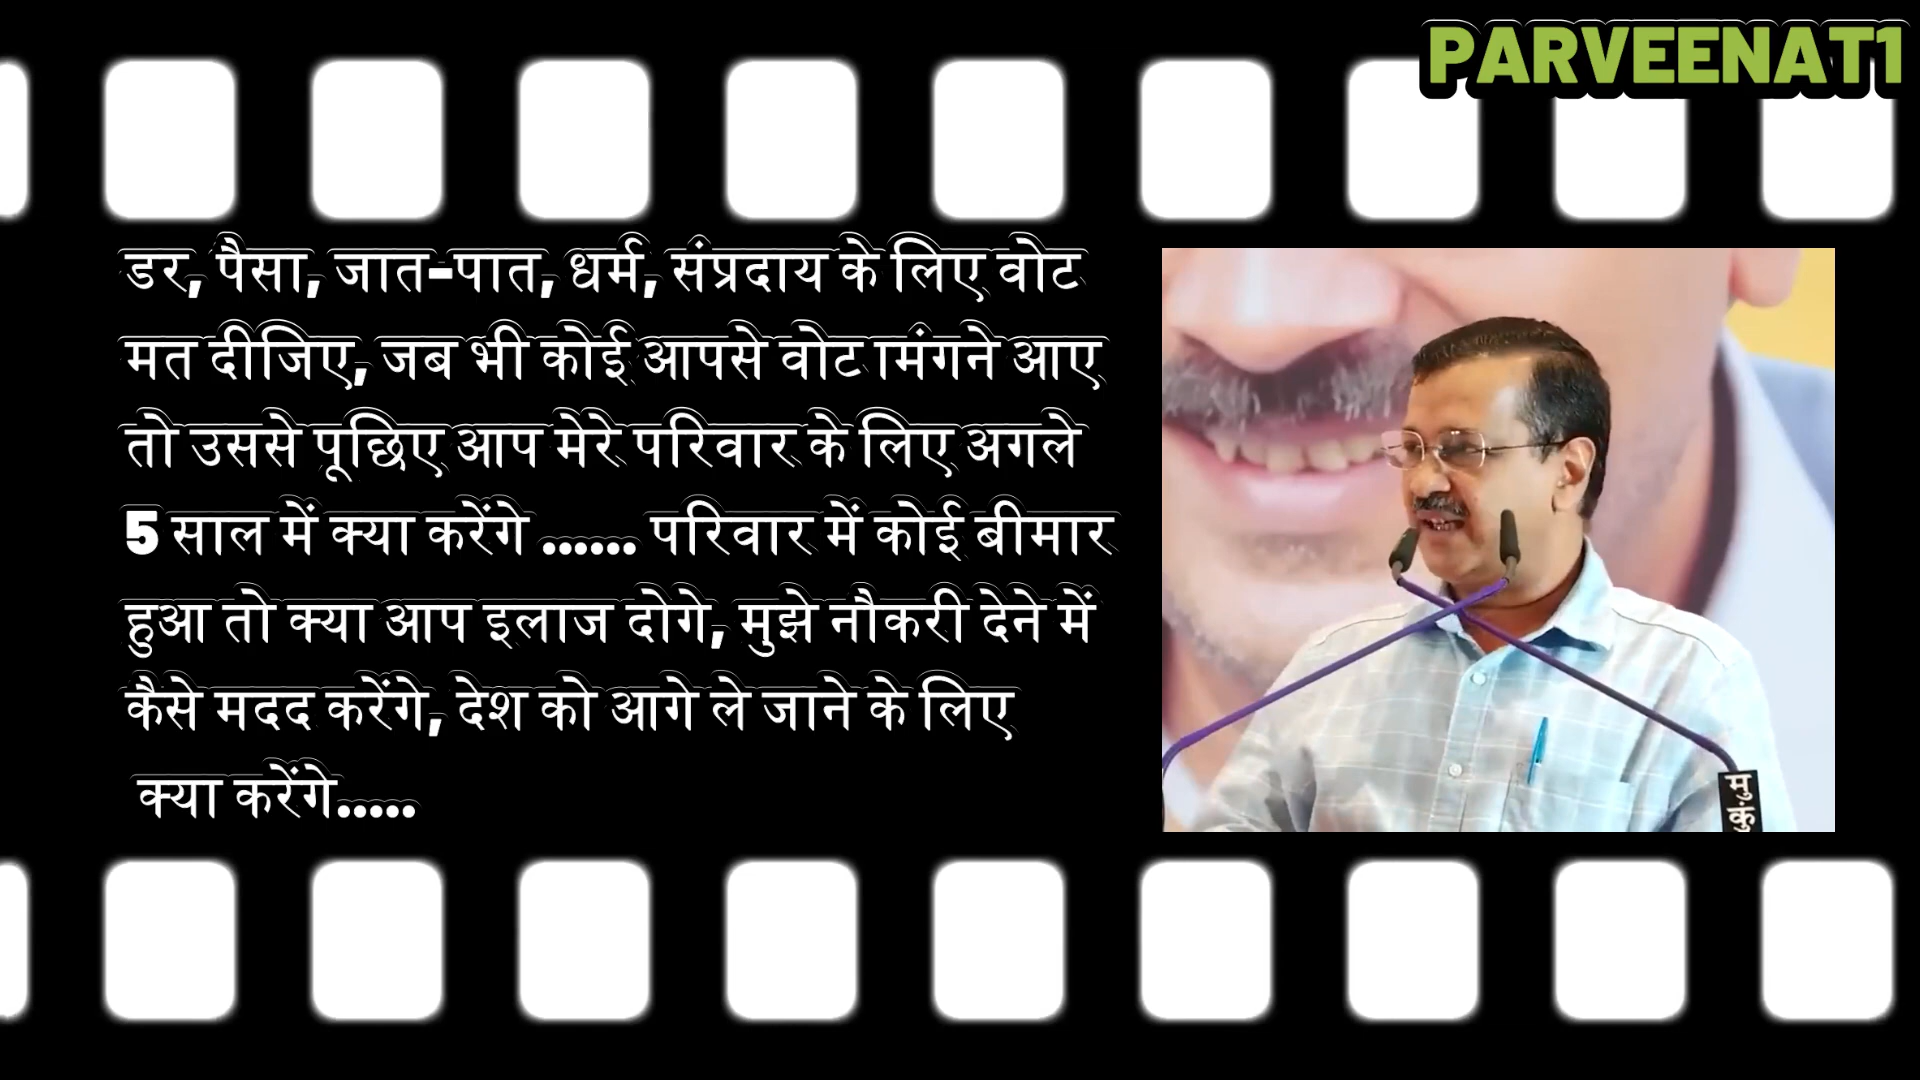 PARVEENAT1
डर, पैसा, जात-पात, धर्म, संप्रदाय के लिए वोट
मत दीजिए, जब भी कोई आपसे वोट ामंगने आए
तो उससे पूछिए आप मेरे परिवार के लिए अगले
5 साल में क्या करेंगे ...... परिवार में कोई बीमार
हुआ तो क्या आप इलाज दोगे, मुझे नौकरी देने में
कैसे मदद करेंगे, देश को आगे ले जाने के लिए
क्या करेंगे.....